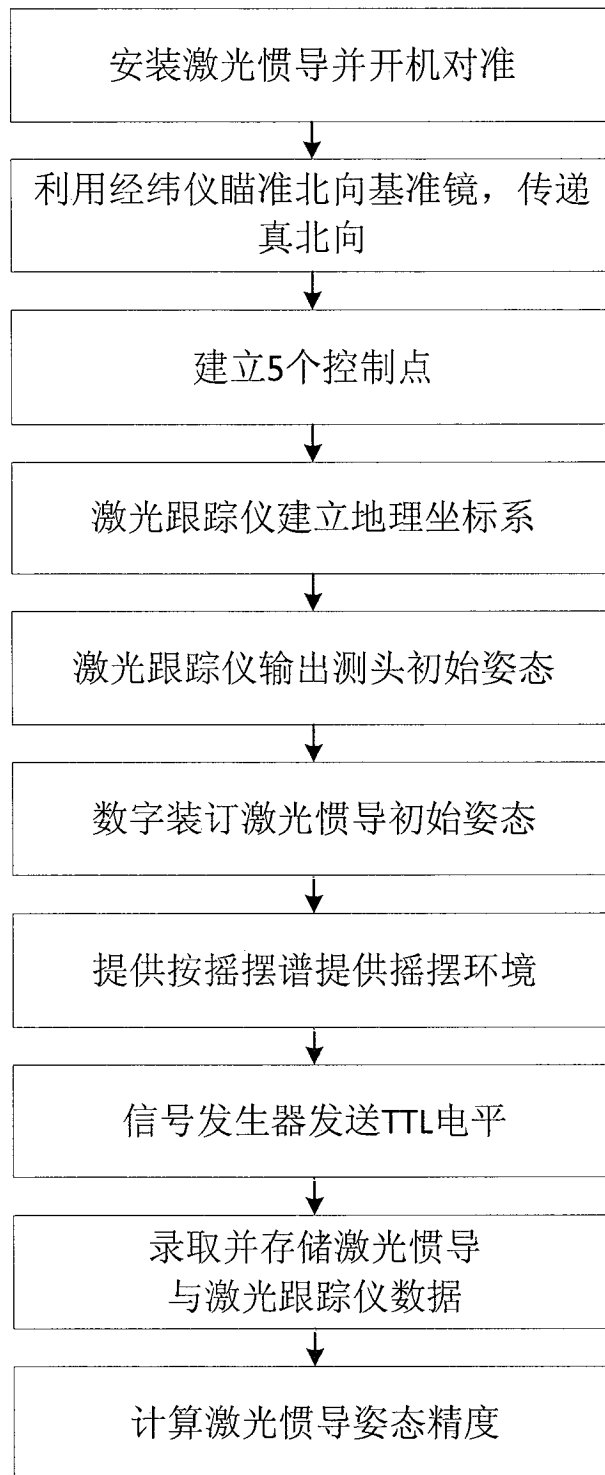 安装激光惯导并开机对准
利用经纬仪瞄准北向基准镜，传递
真北向
建立5个控制点
激光跟踪仪建立地理坐标系
激光跟踪仪输出测头初始姿态
数字装订激光惯导初始姿态
提供按摇摆谱提供摇摆环境
信号发生器发送TTL电平
录取并存储激光惯导
与激光跟踪仪数据
计算激光惯导姿态精度